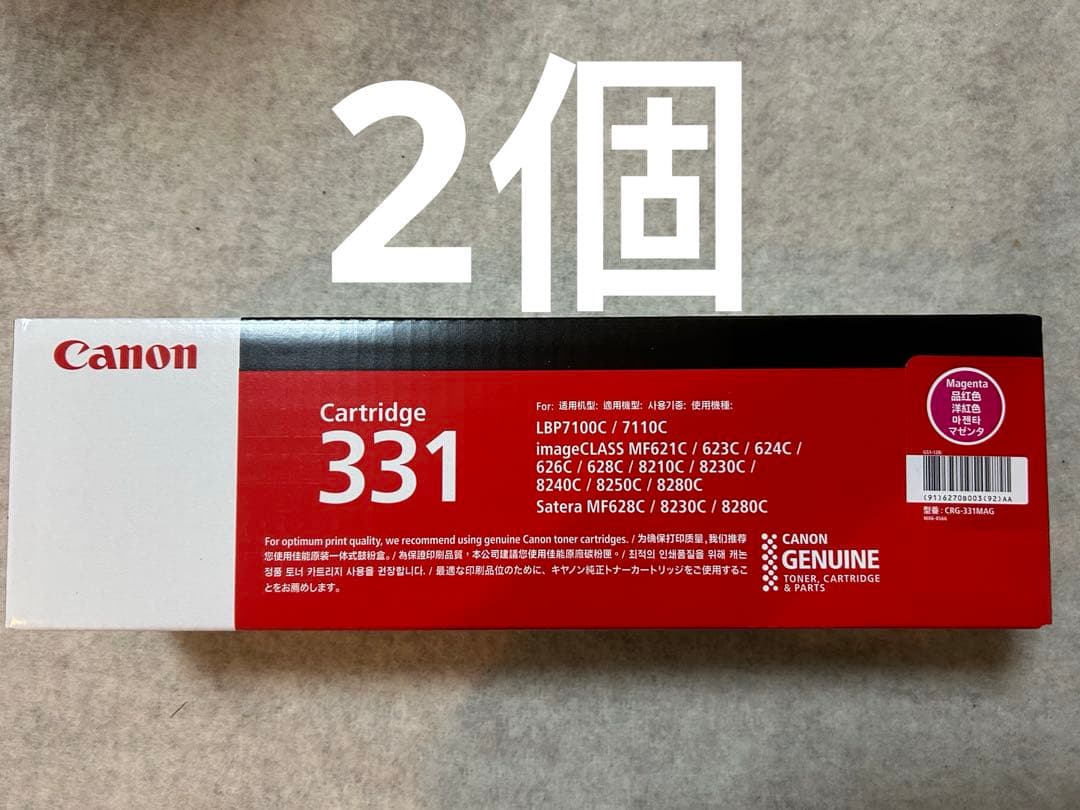 2個
Canon
Cartridge
331
For: 适用机型: 適用機型: 사용기종: 使用機種:
LBP7100C / 7110C
imageCLASS MF621C / 623C / 624C /
626C / 628C / 8210C / 8230C /
8240C / 8250C / 8280C
Satera MF628C / 8230C / 8280C
For optimum print quality, we recommend using genuine Canon toner cartridges. / 为确保打印质量,我们推荐
您使用佳能原装一体式鼓粉盒。/ 為保證印刷品質，本公司建議您使用佳能原廠碳粉匣。/ 최적의 인쇄품질을 위해 캐논
정품 토너 카트리지 사용을 권장합니다. / 最適な印刷品位のために、キヤノン純正トナーカートリッジをご使用するこ
とをお薦めします。
CANON
GENUINE
TONER, CARTRIDGE
& PARTS
Magenta
品紅色
洋紅色
마젠타
マゼンタ
(91)6270B003(92)AA
型番 : CRG-331MAG